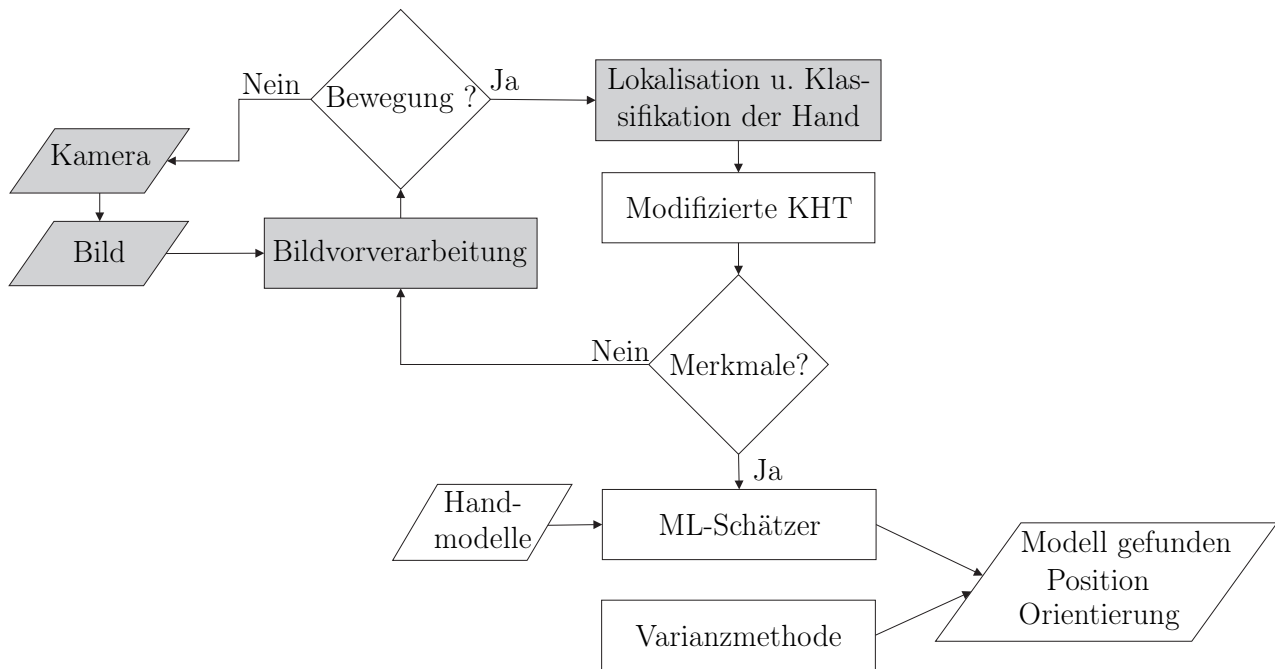 Nein
Ja
Bewegung ?
Lokalisation u. Klas-
sifikation der Hand
Kamera
Modifizierte KHT
Bild
Bildvorverarbeitung
Nein
Merkmale?
Ja
Hand-
modelle
ML-Schätzer
Modell gefunden
Position
Orientierung
Varianzmethode